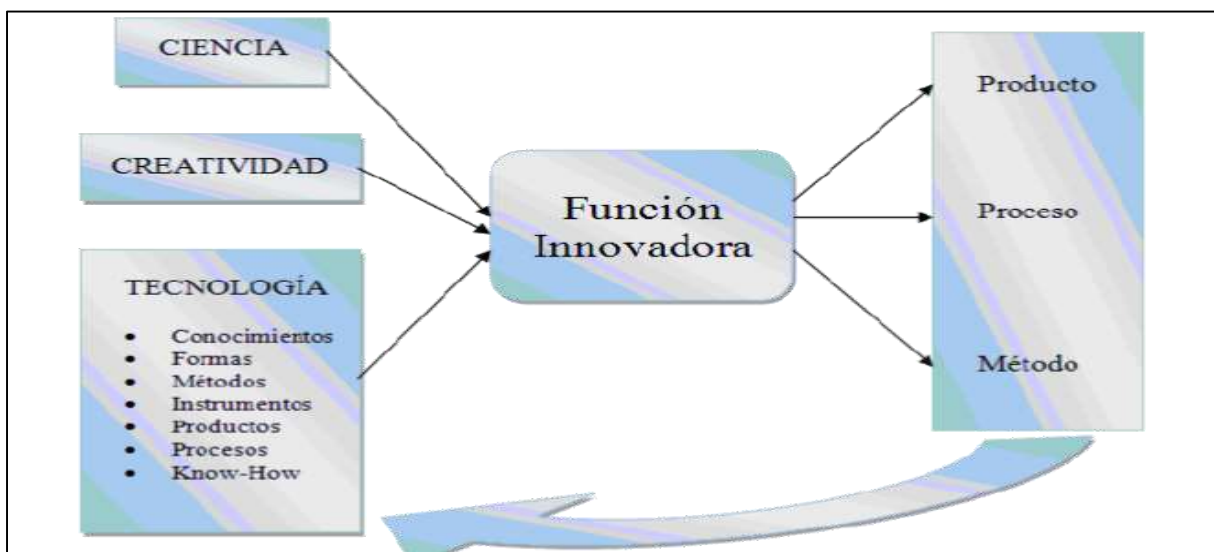 CIENCIA
CREATIVIDAD
TECNOLOGÍA
• Conocimientos
• Formas
• Métodos
• Instrumentos
• Productos
• Procesos
• Know-How
Función
Innovadora
Producto
Proceso
Método